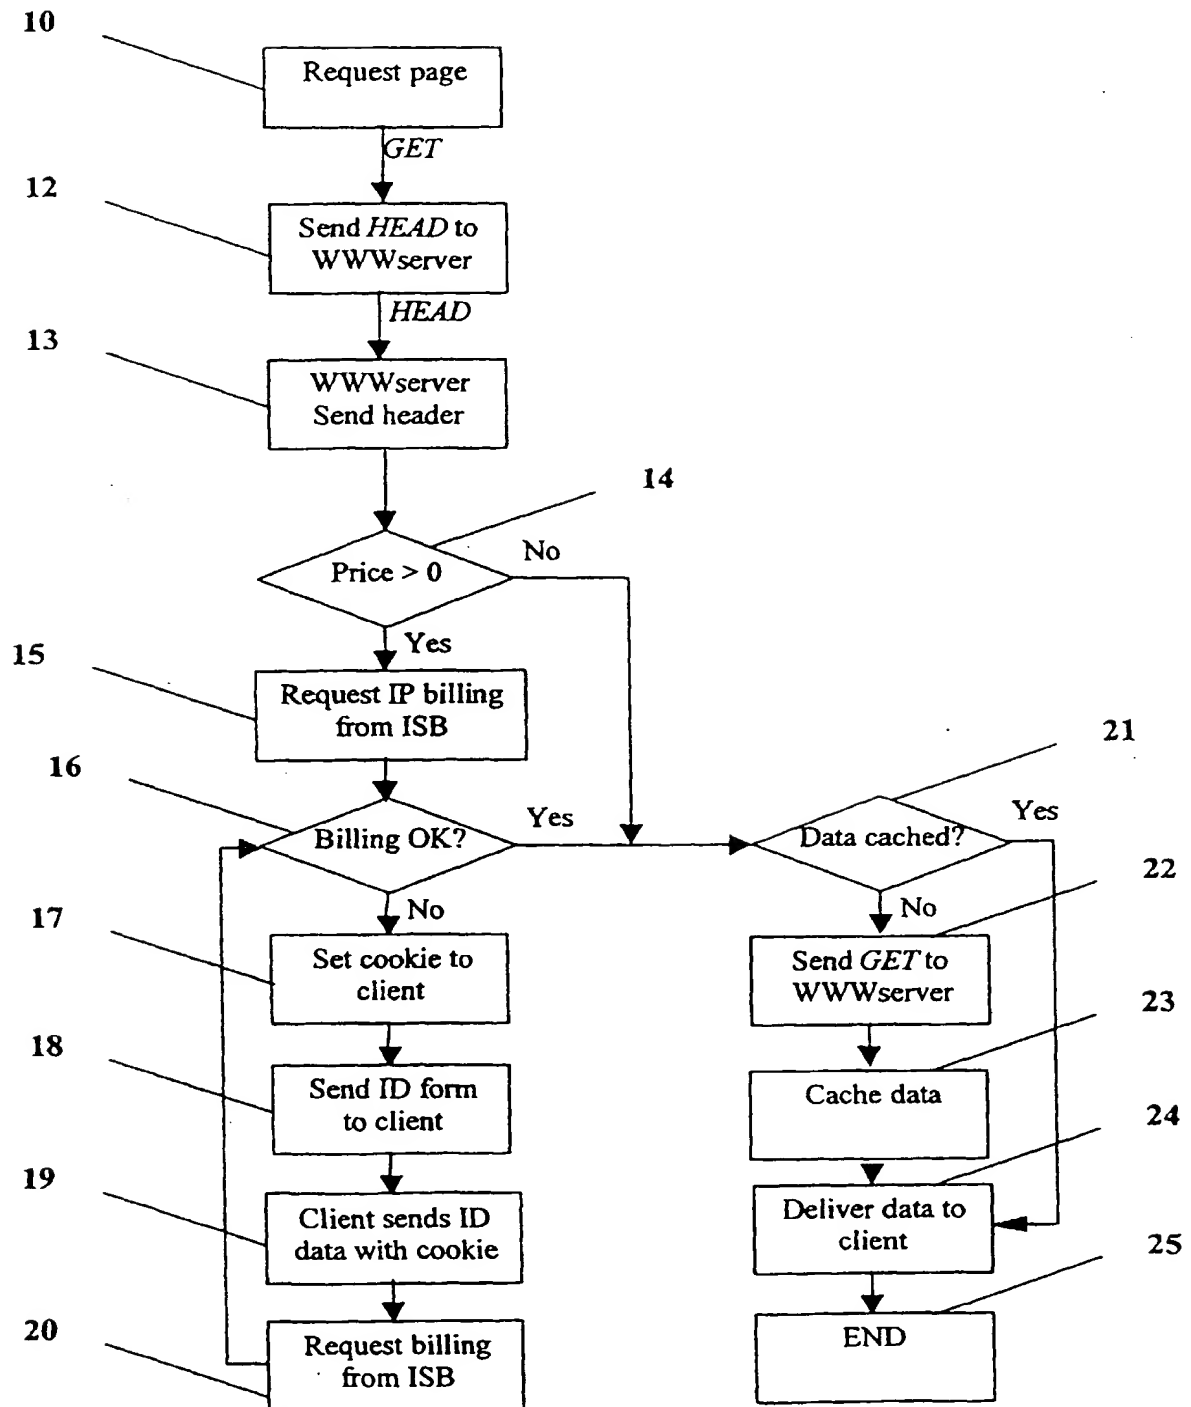 10
Request page
GET
12
Send HEAD to
WWWserver
HEAD
13
WWWserver
Send header
14
Price > 0
No
Yes
15
Request IP billing
from ISB
16
Billing OK?
Yes
21
Data cached?
Yes
No
17
Set cookie to
client
No
22
Send GET to
WWWserver
18
Send ID form
to client
23
Cache data
19
Client sends ID
data with cookie
24
Deliver data to
client
20
Request billing
from ISB
25
END